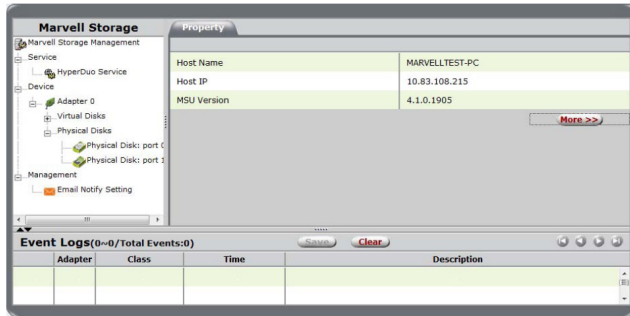 Marvell Storage
Property
Marvell Storage Management
Service
HyperDuo Service
Device
Adapter 0
Virtual Disks
Physical Disks
Physical Disk: port 0
Physical Disk: port 1
Management
Email Notify Setting
Host Name MARVELLTEST-PC
Host IP 10.83.108.215
MSU Version 4.1.0.1905
More >>
Event Logs(0~0/Total Events:0) Save Clear
Adapter Class Time Description